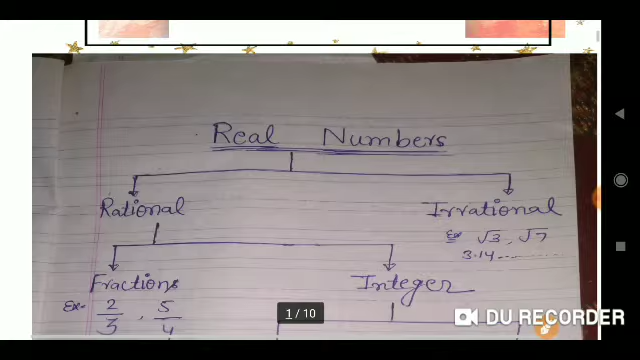 Real Numbers
Rational
Irrational
Ex √3, √7
3.14..........
Fractions
Integer
Ex- 2/3, 5/4
1 / 10
DU RECORDER